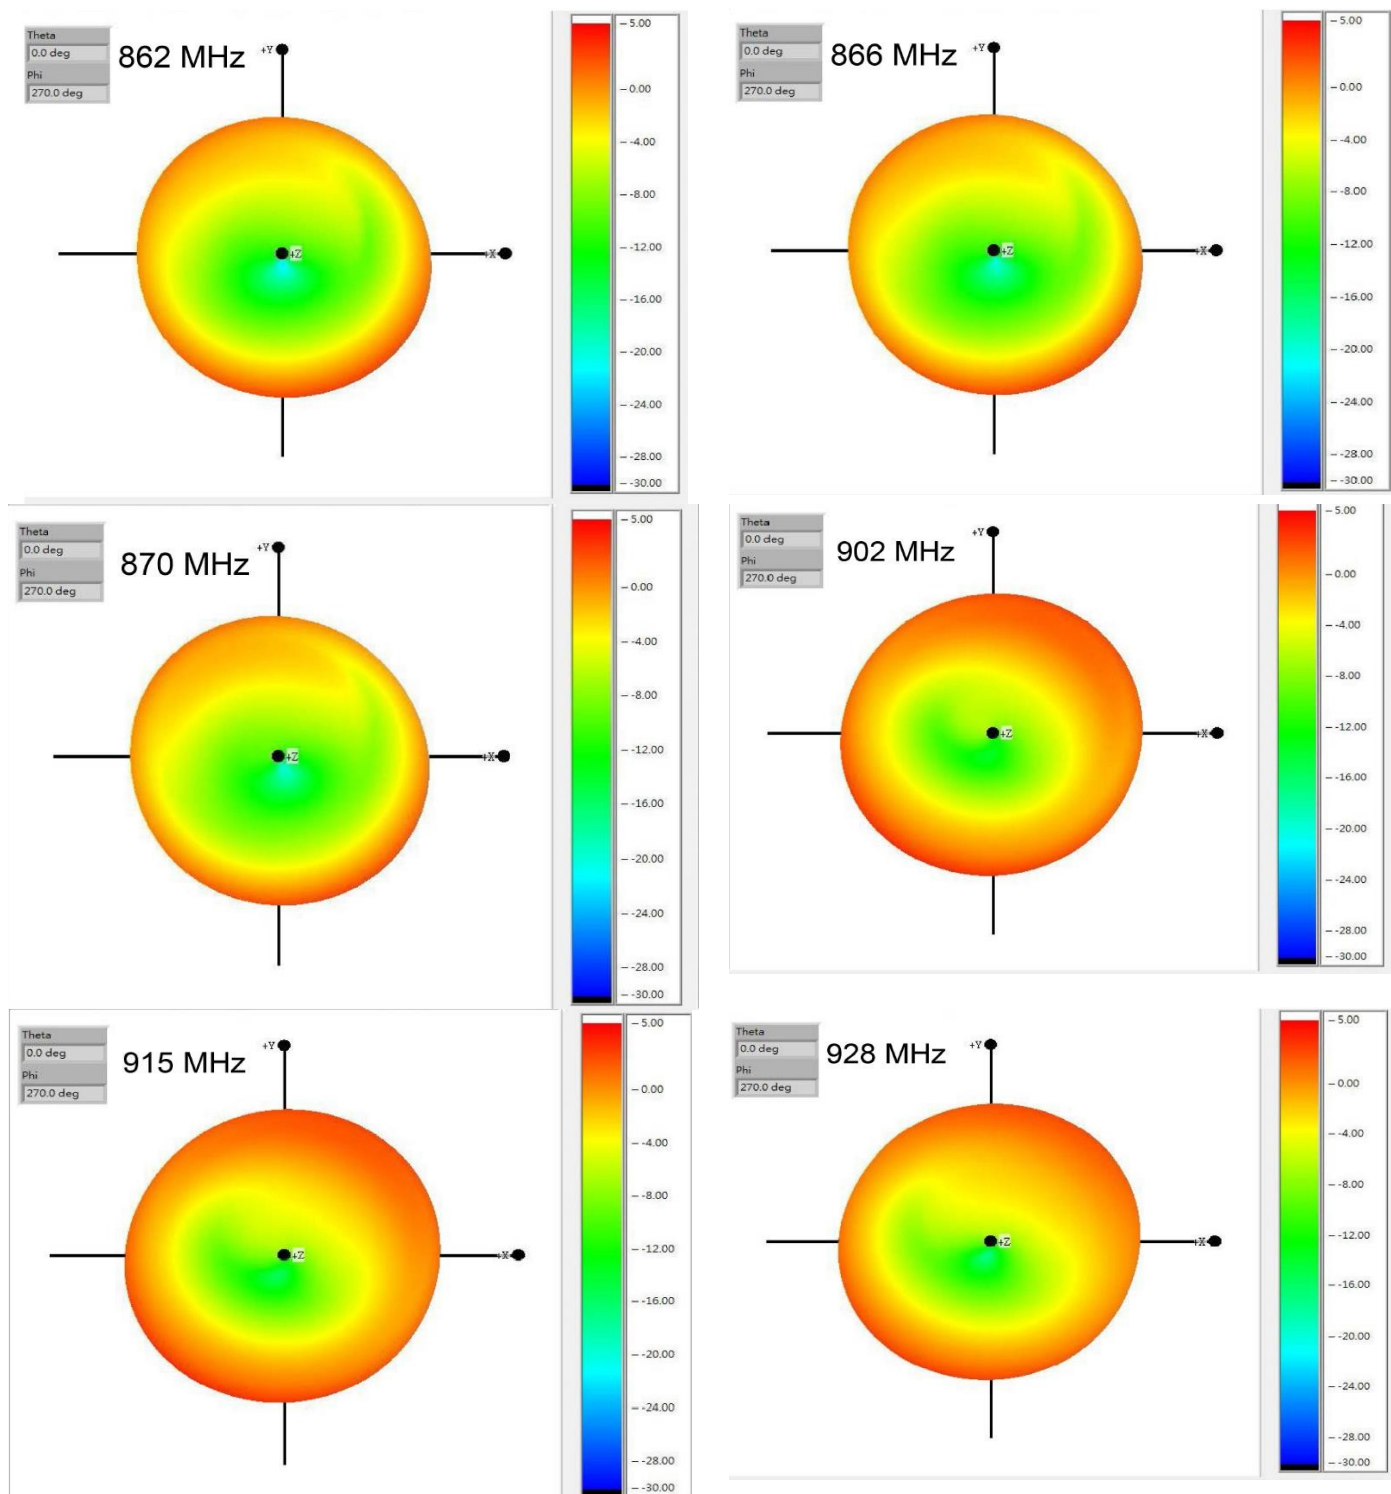 Theta
0.0 deg
Phi
270.0 deg
862 MHz
+Y
+Z
+X
– 5.00
– 0.00
– -4.00
– -8.00
– -12.00
– -16.00
– -20.00
– -24.00
– -28.00
– -30.00
Theta
0.0 deg
Phi
270.0 deg
866 MHz
+Y
+Z
+X
– 5.00
– 0.00
– -4.00
– -8.00
– -12.00
– -16.00
– -20.00
– -24.00
– -28.00
– -30.00
Theta
0.0 deg
Phi
270.0 deg
870 MHz
+Y
+Z
+X
– 5.00
– 0.00
– -4.00
– -8.00
– -12.00
– -16.00
– -20.00
– -24.00
– -28.00
– -30.00
Theta
0.0 deg
Phi
270.0 deg
902 MHz
+Y
+Z
+X
– 5.00
– 0.00
– -4.00
– -8.00
– -12.00
– -16.00
– -20.00
– -24.00
– -28.00
– -30.00
Theta
0.0 deg
Phi
270.0 deg
915 MHz
+Y
+Z
+X
– 5.00
– 0.00
– -4.00
– -8.00
– -12.00
– -16.00
– -20.00
– -24.00
– -28.00
– -30.00
Theta
0.0 deg
Phi
270.0 deg
928 MHz
+Y
+Z
+X
– 5.00
– 0.00
– -4.00
– -8.00
– -12.00
– -16.00
– -20.00
– -24.00
– -28.00
– -30.00